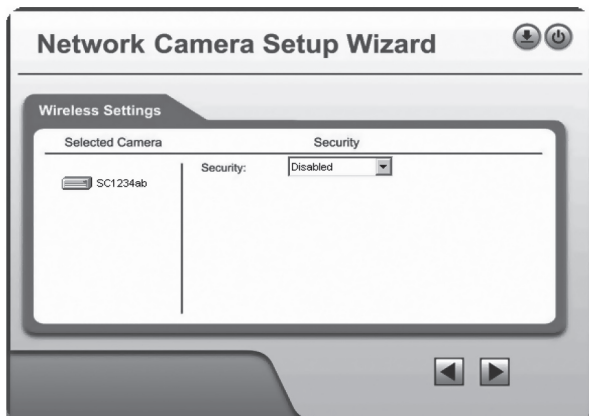 Network Camera Setup Wizard
Wireless Settings
Selected Camera
Security
SC1234ab
Security:
Disabled